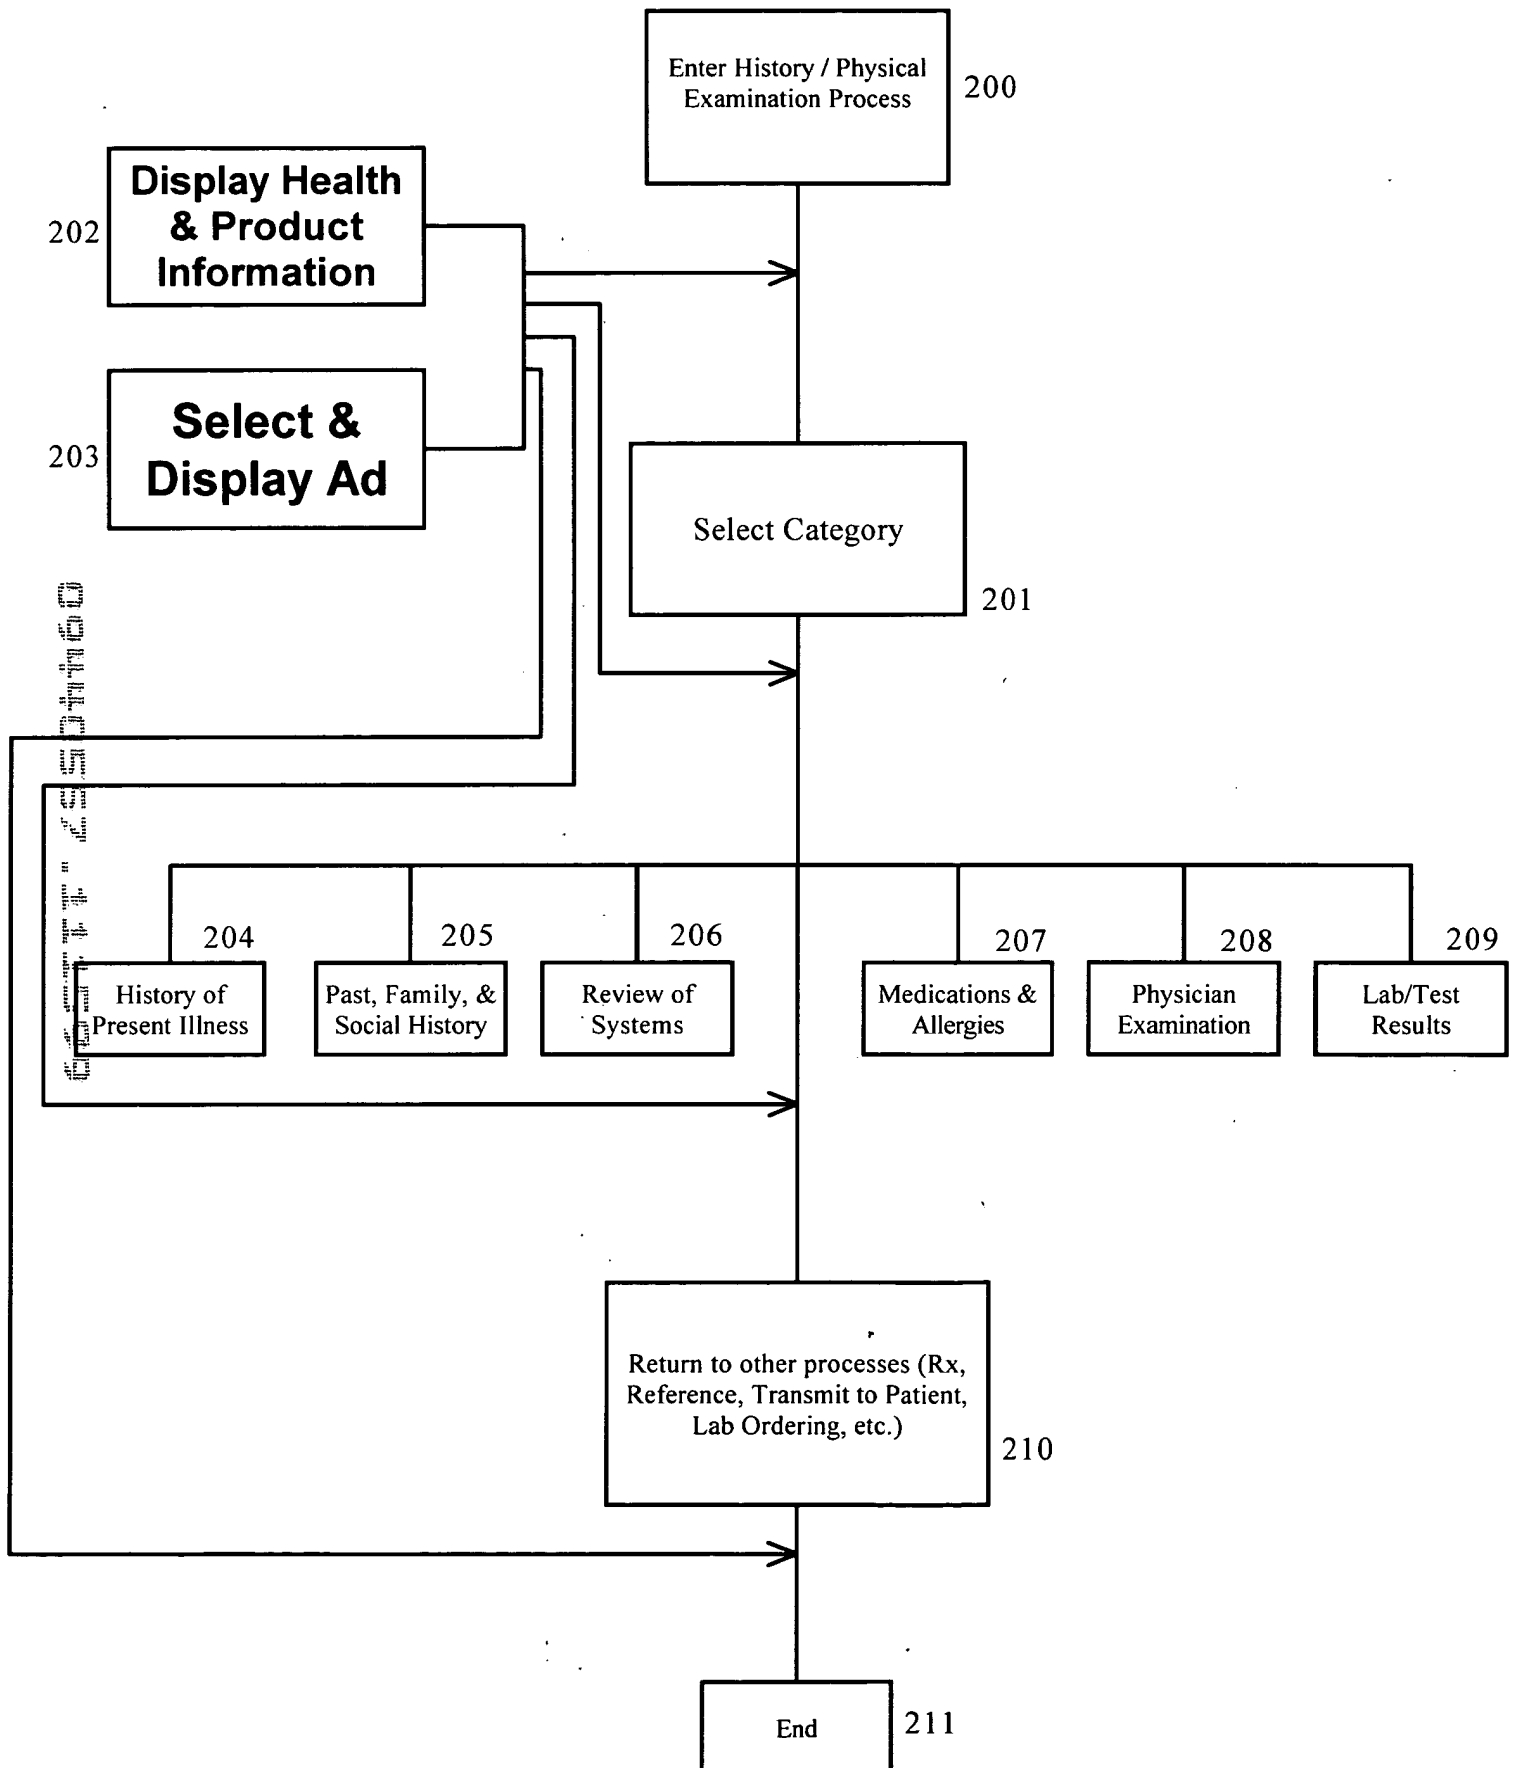 Enter History / Physical
Examination Process
200
Display Health
& Product
Information
202
Select &
Display Ad
203
Select Category
201
204
History of
Present Illness
205
Past, Family, &
Social History
206
Review of
Systems
207
Medications &
Allergies
208
Physician
Examination
209
Lab/Test
Results
Return to other processes (Rx,
Reference, Transmit to Patient,
Lab Ordering, etc.)
210
End
211